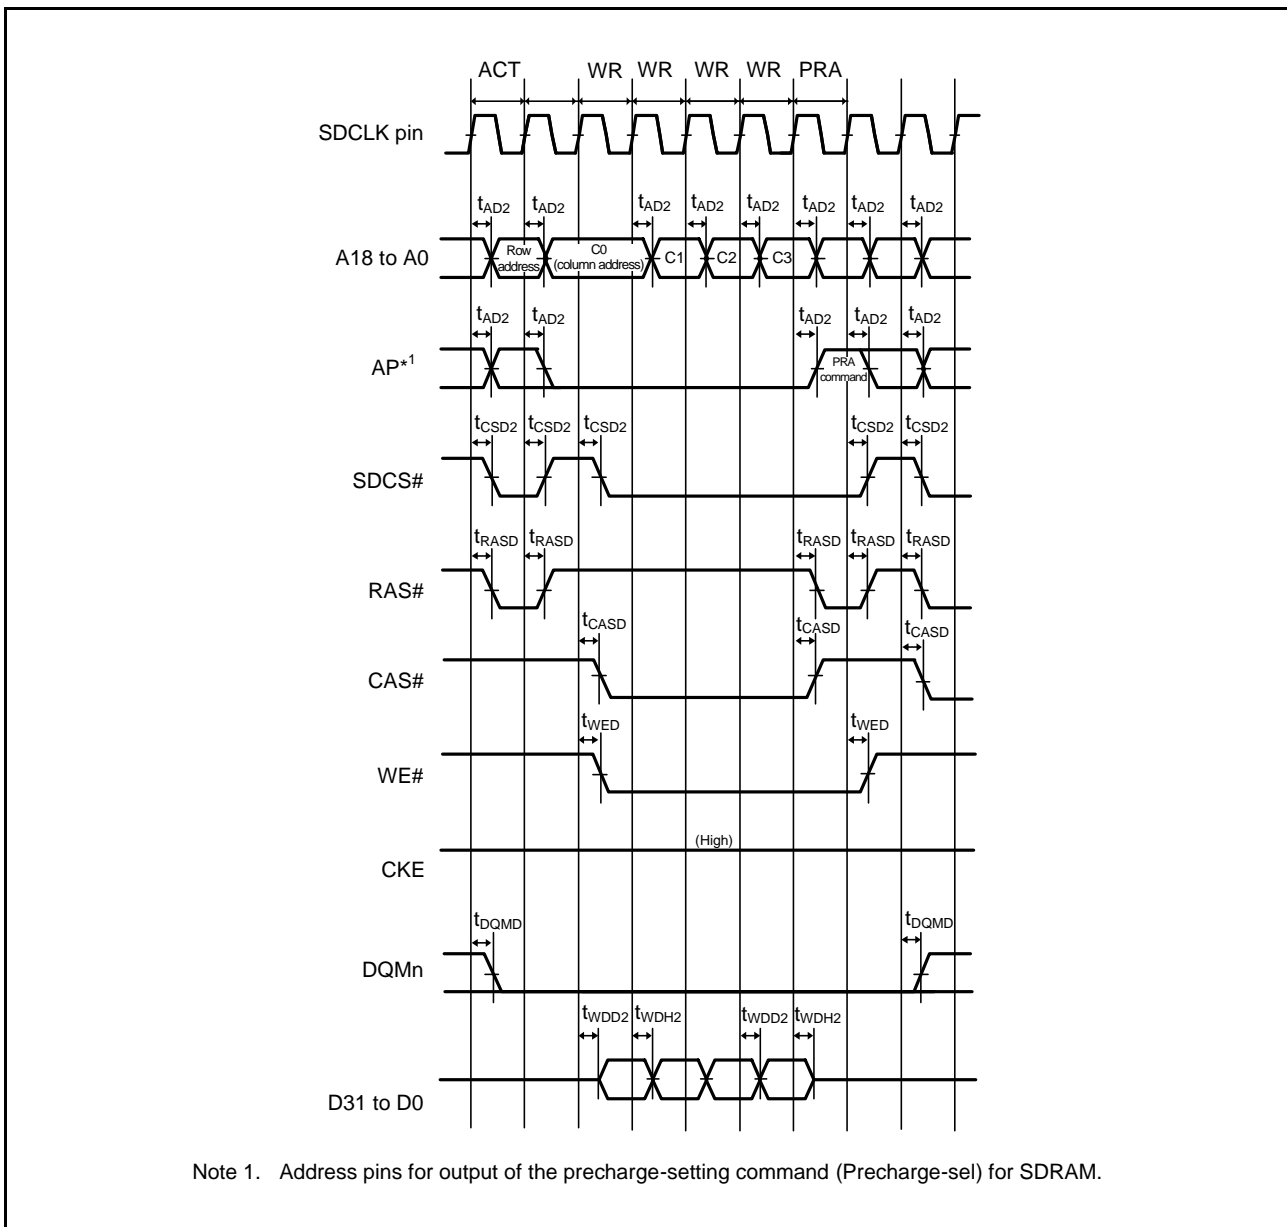 ACT WR WR WR WR PRA
SDCLK pin
tAD2 tAD2 tAD2 tAD2 tAD2 tAD2 tAD2 tAD2
A18 to A0
Row address
C0 (column address)
C1 C2 C3
tAD2 tAD2 tAD2 tAD2 tAD2
AP*1
PRA command
tCSD2 tCSD2 tCSD2 tCSD2 tCSD2
SDCS#
tRASD tRASD tRASD tRASD tRASD
RAS#
tCASD tCASD tCASD
CAS#
tWED tWED
WE#
(High)
CKE
tDQMD tDQMD
DQMn
tWDD2 tWDH2 tWDD2 tWDH2
D31 to D0
Note 1. Address pins for output of the precharge-setting command (Precharge-sel) for SDRAM.